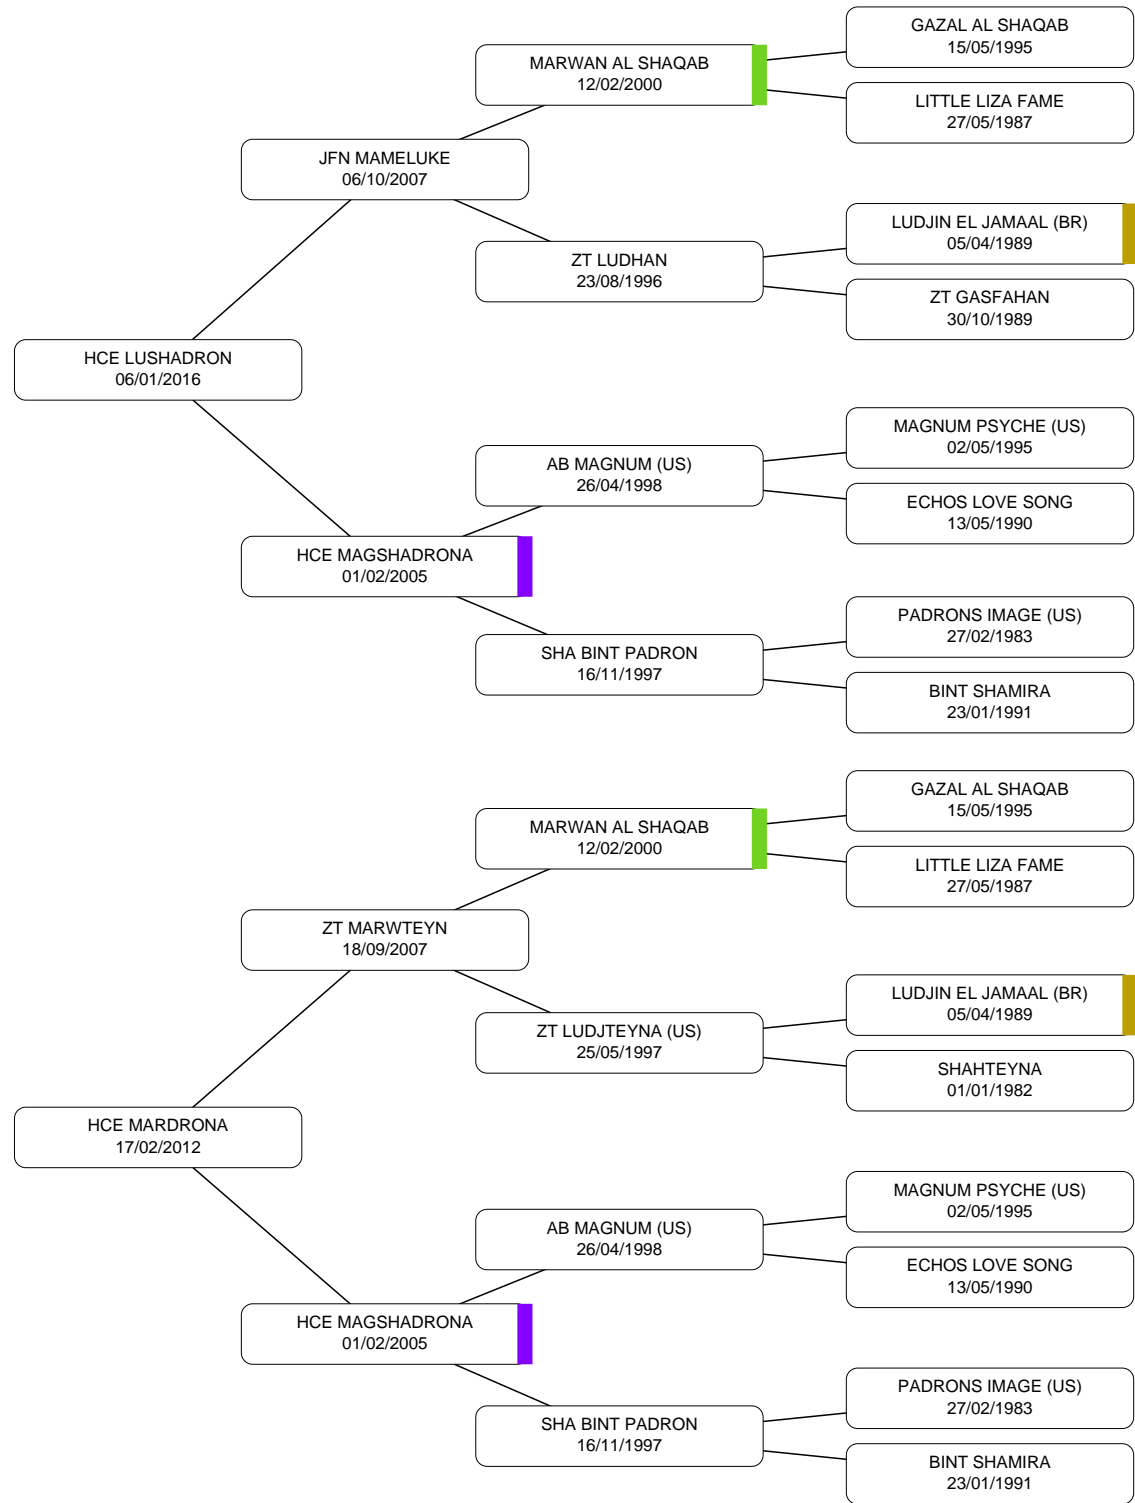 GAZAL AL SHAQAB
15/05/1995
MARWAN AL SHAQAB
12/02/2000
LITTLE LIZA FAME
27/05/1987
JFN MAMELUKE
06/10/2007
LUDJIN EL JAMAAL (BR)
05/04/1989
ZT LUDHAN
23/08/1996
ZT GASFAHAN
30/10/1989
HCE LUSHADRON
06/01/2016
MAGNUM PSYCHE (US)
02/05/1995
AB MAGNUM (US)
26/04/1998
ECHOS LOVE SONG
13/05/1990
HCE MAGSHADRONA
01/02/2005
PADRONS IMAGE (US)
27/02/1983
SHA BINT PADRON
16/11/1997
BINT SHAMIRA
23/01/1991
GAZAL AL SHAQAB
15/05/1995
MARWAN AL SHAQAB
12/02/2000
LITTLE LIZA FAME
27/05/1987
ZT MARWTEYN
18/09/2007
LUDJIN EL JAMAAL (BR)
05/04/1989
ZT LUDJTEYNA (US)
25/05/1997
SHAHTEYNA
01/01/1982
HCE MARDRONA
17/02/2012
MAGNUM PSYCHE (US)
02/05/1995
AB MAGNUM (US)
26/04/1998
ECHOS LOVE SONG
13/05/1990
HCE MAGSHADRONA
01/02/2005
PADRONS IMAGE (US)
27/02/1983
SHA BINT PADRON
16/11/1997
BINT SHAMIRA
23/01/1991